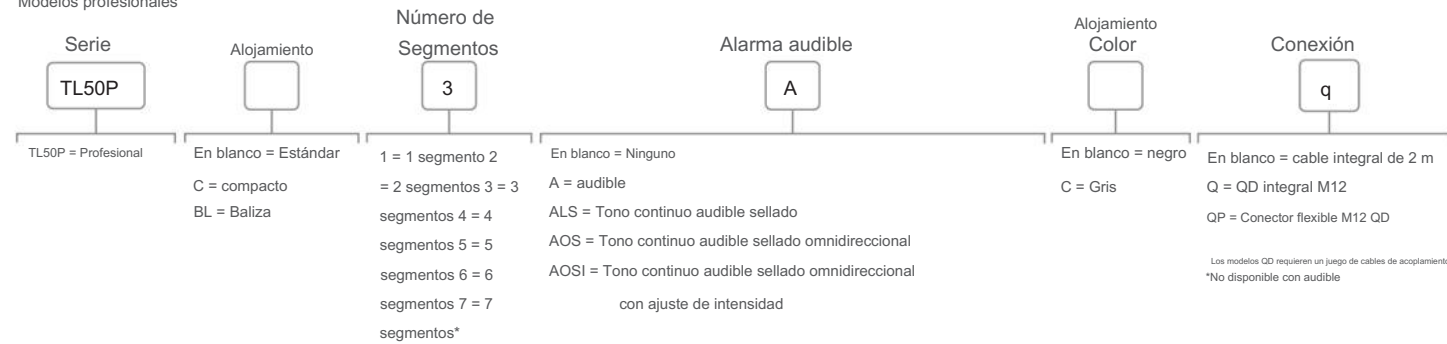 Modelos profesionales
Serie
TL50P
TL50P = Profesional
Alojamiento
En blanco = Estándar
C = compacto
BL = Baliza
Número de
Segmentos
3
1 = 1 segmento 2
= 2 segmentos 3 = 3
segmentos 4 = 4
segmentos 5 = 5
segmentos 6 = 6
segmentos 7 = 7
segmentos*
Alarma audible
A
En blanco = Ninguno
A = audible
ALS = Tono continuo audible sellado
AOS = Tono continuo audible sellado omnidireccional
AOSI = Tono continuo audible sellado omnidireccional
con ajuste de intensidad
Alojamiento
Color
En blanco = negro
C = Gris
Conexión
q
En blanco = cable integral de 2 m
Q = QD integral M12
QP = Conector flexible M12 QD
Los modelos QD requieren un juego de cables de acoplamiento
*No disponible con audible